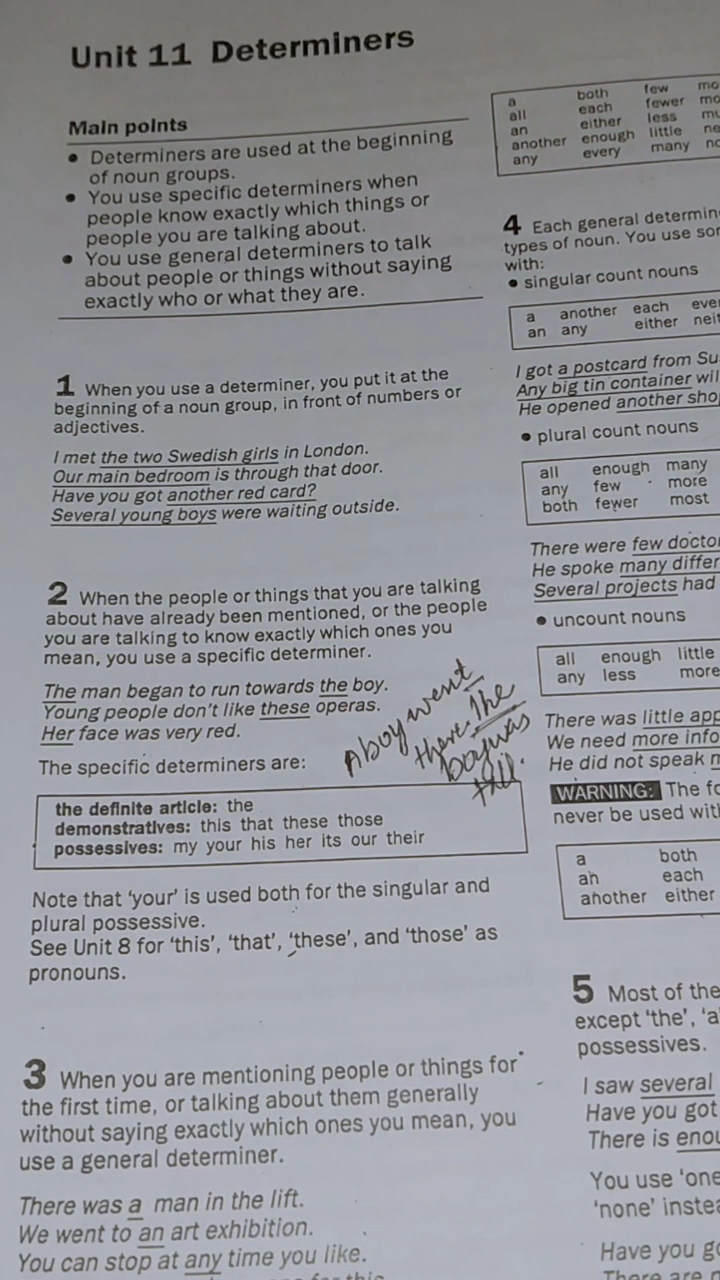 Unit 11 Determiners
Main points
• Determiners are used at the beginning
of noun groups.
• You use specific determiners when
people know exactly which things or
people you are talking about.
• You use general determiners to talk
about people or things without saying
exactly who or what they are.
1 When you use a determiner, you put it at the
beginning of a noun group, in front of numbers or
adjectives.
I met the two Swedish girls in London.
Our main bedroom is through that door.
Have you got another red card?
Several young boys were waiting outside.
2 When the people or things that you are talking
about have already been mentioned, or the people
you are talking to know exactly which ones you
mean, you use a specific determiner.
The man began to run towards the boy.
Young people don't like these operas.
Her face was very red.
A boy went
there. The
boy was
tall.
The specific determiners are:
the definite article: the
demonstratives: this that these those
possessives: my your his her its our their
Note that 'your' is used both for the singular and
plural possessive.
See Unit 8 for 'this', 'that', 'these', and 'those' as
pronouns.
3 When you are mentioning people or things for
the first time, or talking about them generally
without saying exactly which ones you mean, you
use a general determiner.
There was a man in the lift.
We went to an art exhibition.
You can stop at any time you like.
a both few
all each fewer
an either less
another enough little
any every many
4 Each general
types of noun. You use
with:
• singular count nouns
a another each
an any either
I got a postcard from
Any big tin container
He opened another
• plural count nouns
all enough many
any few more
both fewer most
There were few
He spoke many
Several projects had
• uncount nouns
all enough little
any less more
There was little
We need more
He did not speak
WARNING: The
never be used
a both
an each
another either
5 Most of the
except 'the',
possessives.
I saw several
Have you got
There is
You use
'none'
Have you
There are